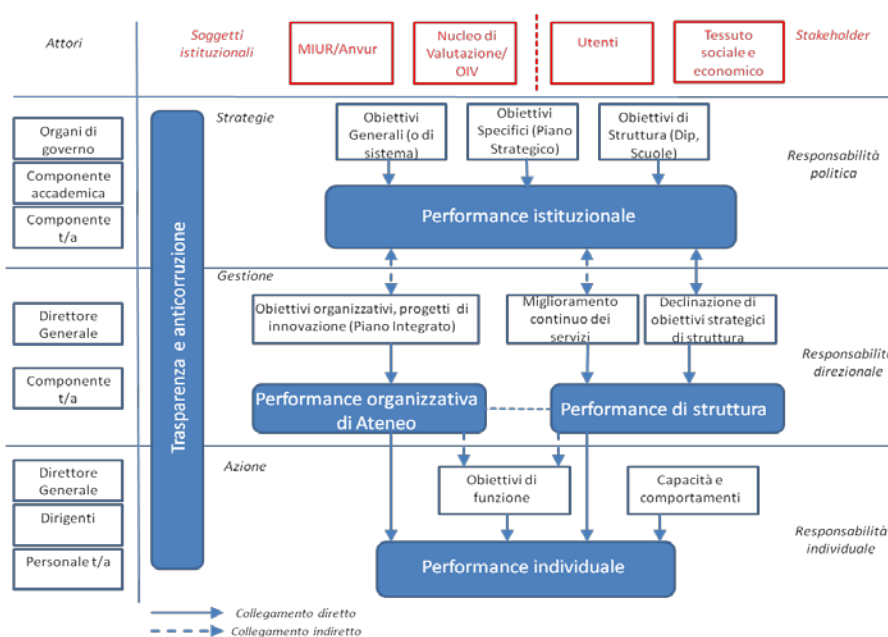 Attori
Soggetti
istituzionali
MIUR/Anvur
Nucleo di
Valutazione/
OIV
Utenti
Tessuto
sociale e
economico
Stakeholder
Organi di
governo
Componente
accademica
Componente
t/a
Trasparenza e anticorruzione
Strategie
Obiettivi
Generali (o di
sistema)
Obiettivi
Specifici (Piano
Strategico)
Obiettivi di
Struttura (Dip,
Scuole)
Responsabilità
politica
Performance istituzionale
Gestione
Direttore
Generale
Componente
t/a
Obiettivi organizzativi, progetti di
innovazione (Piano Integrato)
Miglioramento
continuo dei
servizi
Declinazione di
obiettivi strategici
di struttura
Responsabilità
direzionale
Performance organizzativa
di Ateneo
Performance di struttura
Azione
Direttore
Generale
Dirigenti
Personale t/a
Obiettivi di
funzione
Capacità e
comportamenti
Responsabilità
individuale
Performance individuale
Collegamento diretto
Collegamento indiretto